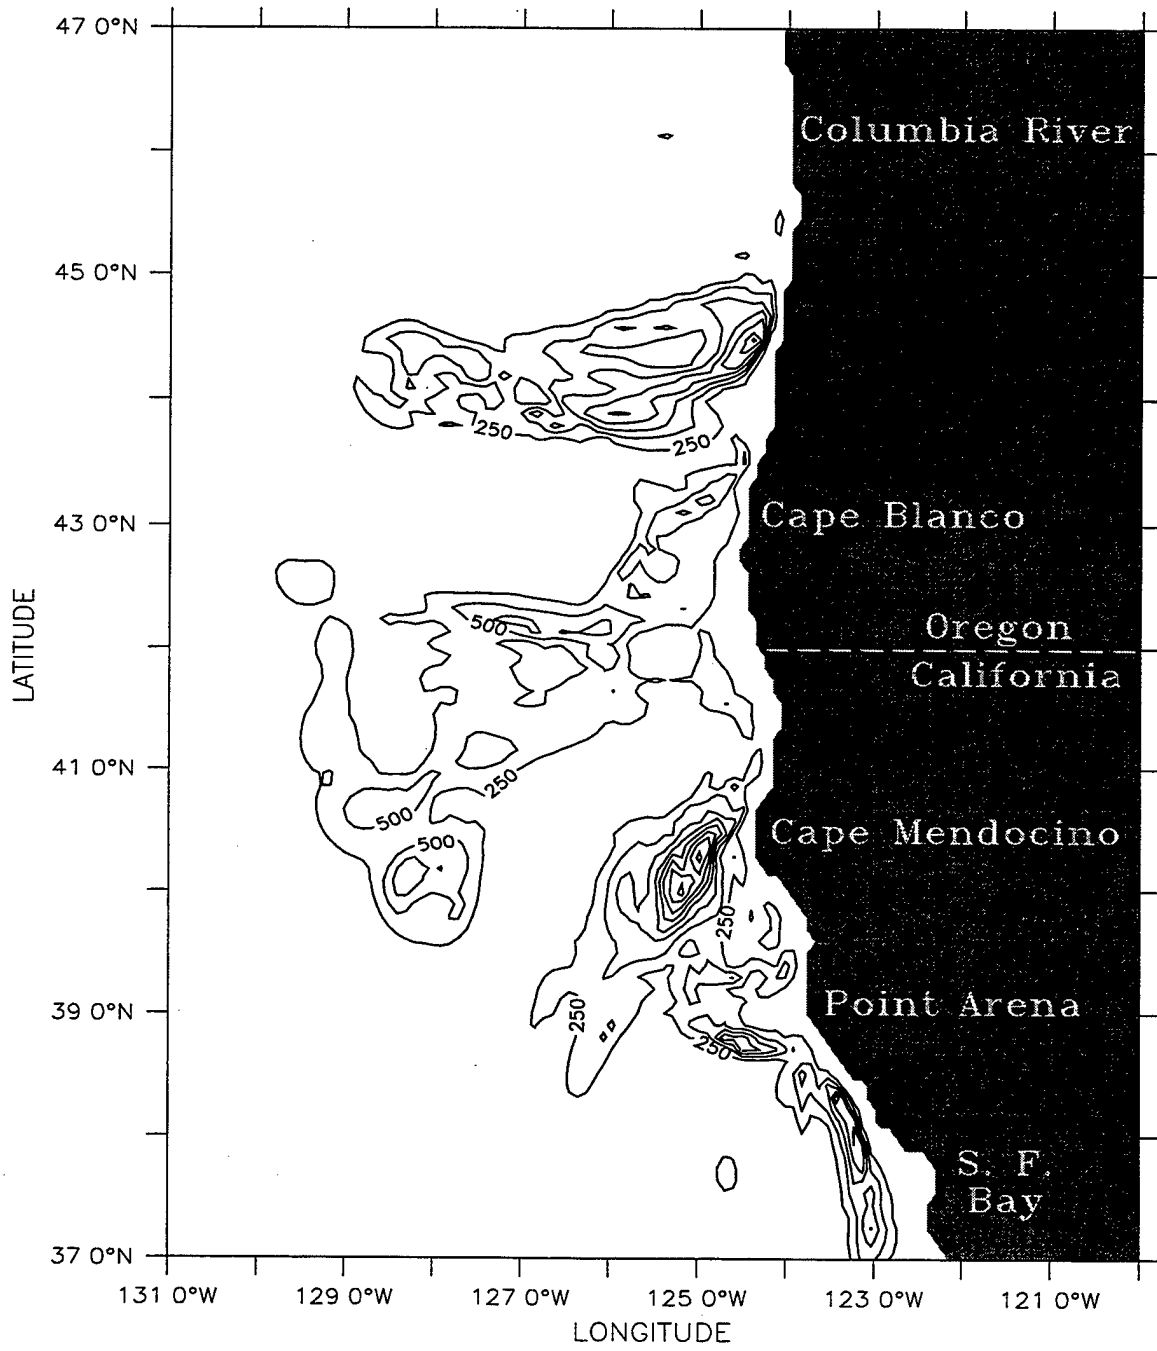 47 0°N
Columbia River
45 0°N
250
250
43 0°N
Cape Blanco
500
Oregon
California
LATITUDE
41 0°N
250
500
Cape Mendocino
500
250
39 0°N
250
Point Arena
250
S. F.
Bay
37 0°N
131 0°W
129 0°W
127 0°W
125 0°W
123 0°W
121 0°W
LONGITUDE